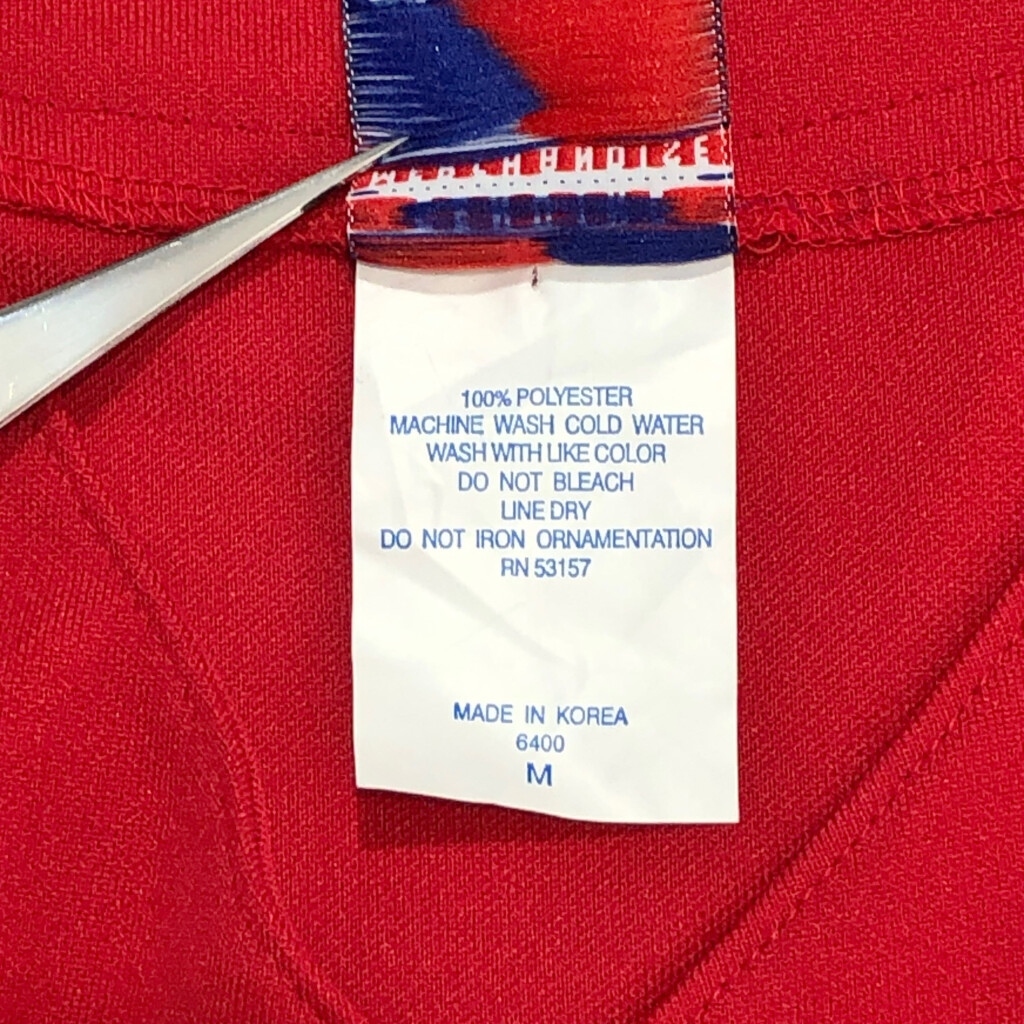 100% POLYESTER
MACHINE WASH COLD WATER
WASH WITH LIKE COLOR
DO NOT BLEACH
LINE DRY
DO NOT IRON ORNAMENTATION
RN 53157
MADE IN KOREA
6400
M